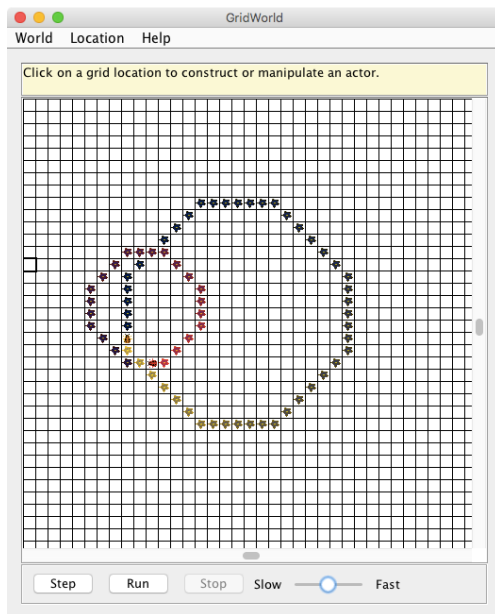 GridWorld
World Location Help
Click on a grid location to construct or manipulate an actor.
Step Run Stop Slow Fast